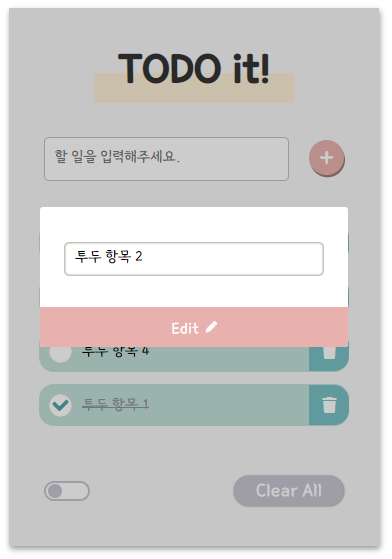 TODO it!
할 일을 입력해주세요.
투두 항목 2
Edit
투두 항목 4
투두 항목 1
Clear All